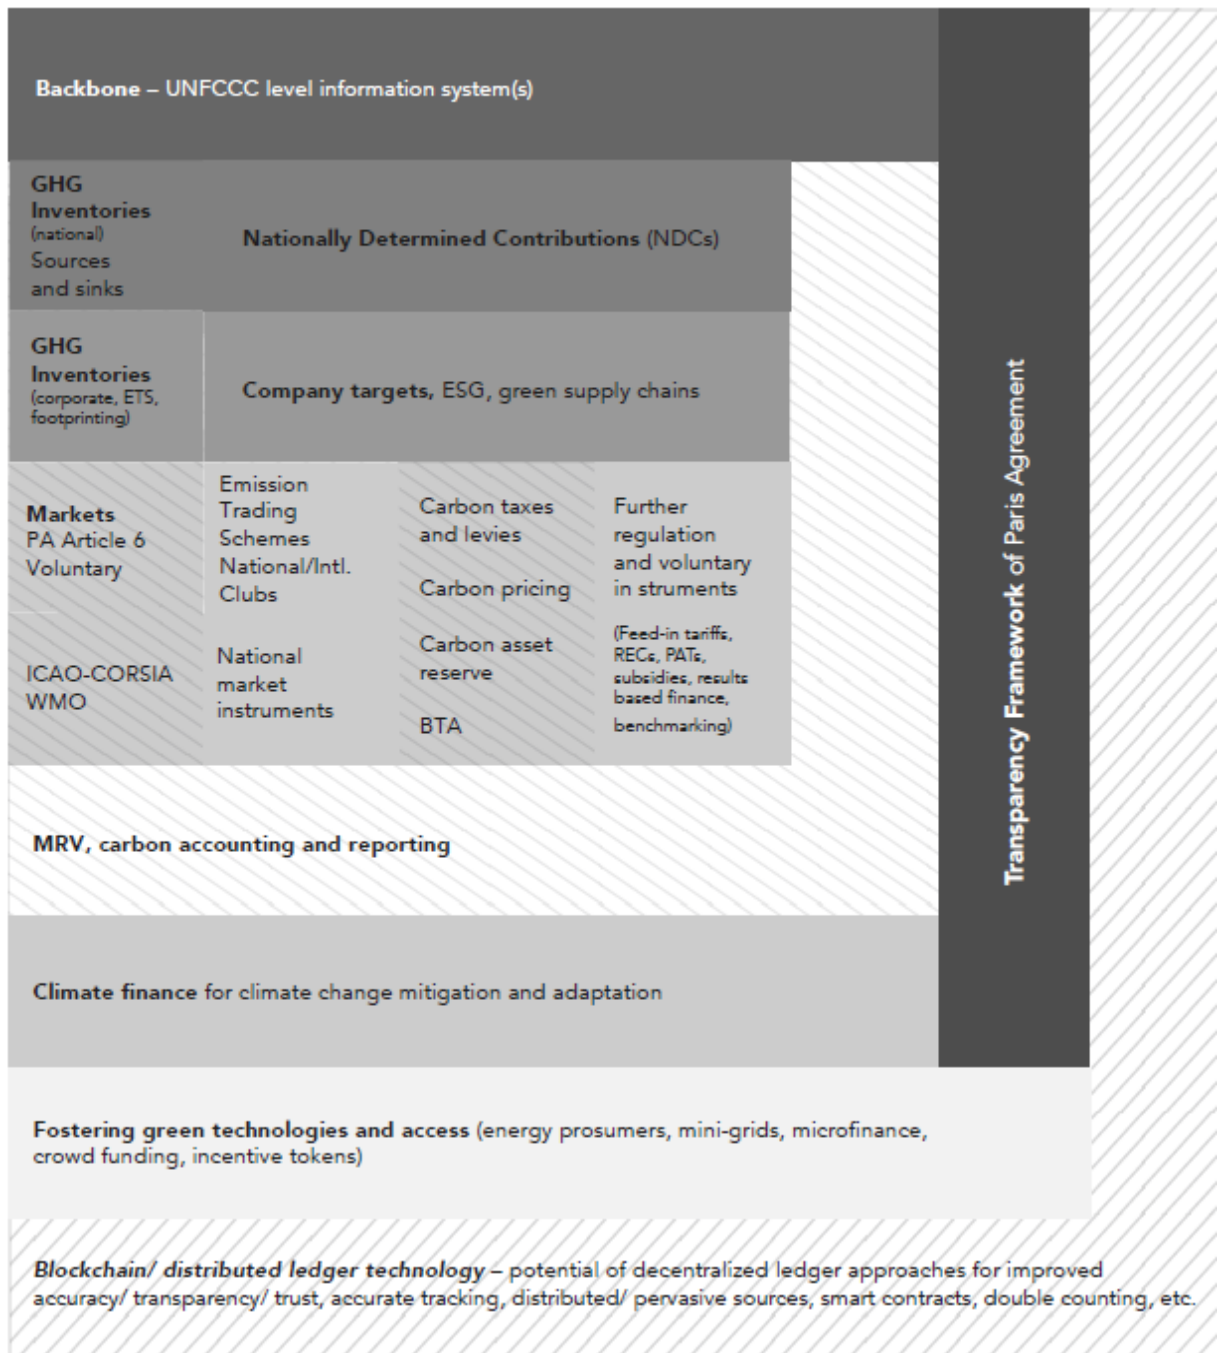 Backbone – UNFCCC level information system(s)
GHG
Inventories
(national)
Sources
and sinks
Nationally Determined Contributions (NDCs)
GHG
Inventories
(corporate, ETS,
footprinting)
Company targets, ESG, green supply chains
Markets
PA Article 6
Voluntary
ICAO-CORSIA
WMO
Emission
Trading
Schemes
National/Intl.
Clubs
National
market
instruments
Carbon taxes
and levies
Carbon pricing
Carbon asset
reserve
BTA
Further
regulation
and voluntary
in struments
(Feed-in tariffs,
RECs, PATs,
subsidies, results
based finance,
benchmarking)
MRV, carbon accounting and reporting
Climate finance for climate change mitigation and adaptation
Transparency Framework of Paris Agreement
Fostering green technologies and access (energy prosumers, mini-grids, microfinance,
crowd funding, incentive tokens)
Blockchain/ distributed ledger technology – potential of decentralized ledger approaches for improved
accuracy/ transparency/ trust, accurate tracking, distributed/ pervasive sources, smart contracts, double counting, etc.